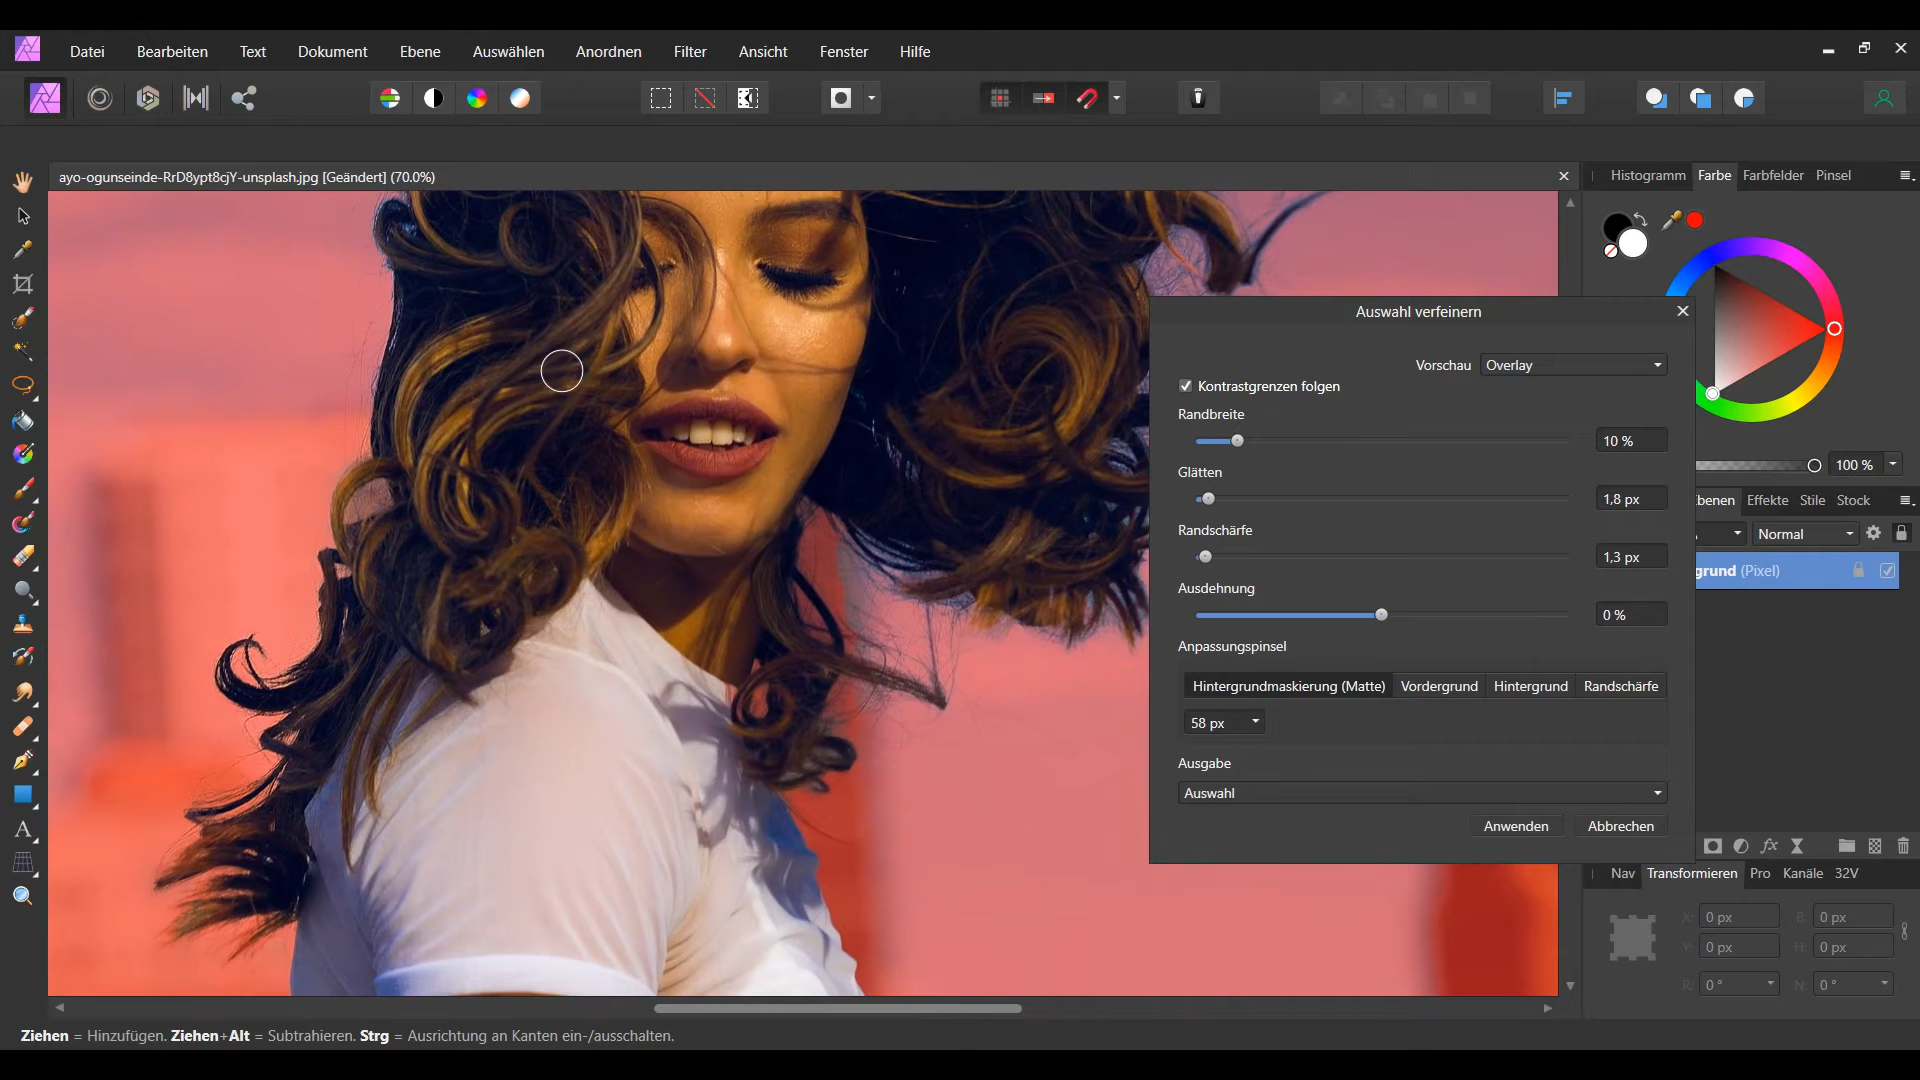 Datei Bearbeiten Text Dokument Ebene Auswählen Anordnen Filter Ansicht Fenster Hilfe
ayo-ogunseinde-RrD8ypt8cjY-unsplash.jpg [Geändert] (70.0%)
Histogramm Farbe Farbfelder Pinsel
100 %
Auswahl verfeinern
Vorschau Overlay
Kontrastgrenzen folgen
Randbreite
10 %
Glätten
1,8 px
Randschärfe
1,3 px
Ausdehnung
0 %
Anpassungspinsel
Hintergrundmaskierung (Matte) Vordergrund Hintergrund Randschärfe
58 px
Ausgabe
Auswahl
Anwenden Abbrechen
Ebenen Effekte Stile Stock
% Normal
grund (Pixel)
fx
Nav Transformieren Pro Kanäle 32V
X: 0 px B: 0 px
Y: 0 px H: 0 px
R: 0 ° N: 0 °
Ziehen = Hinzufügen. Ziehen+Alt = Subtrahieren. Strg = Ausrichtung an Kanten ein-/ausschalten.